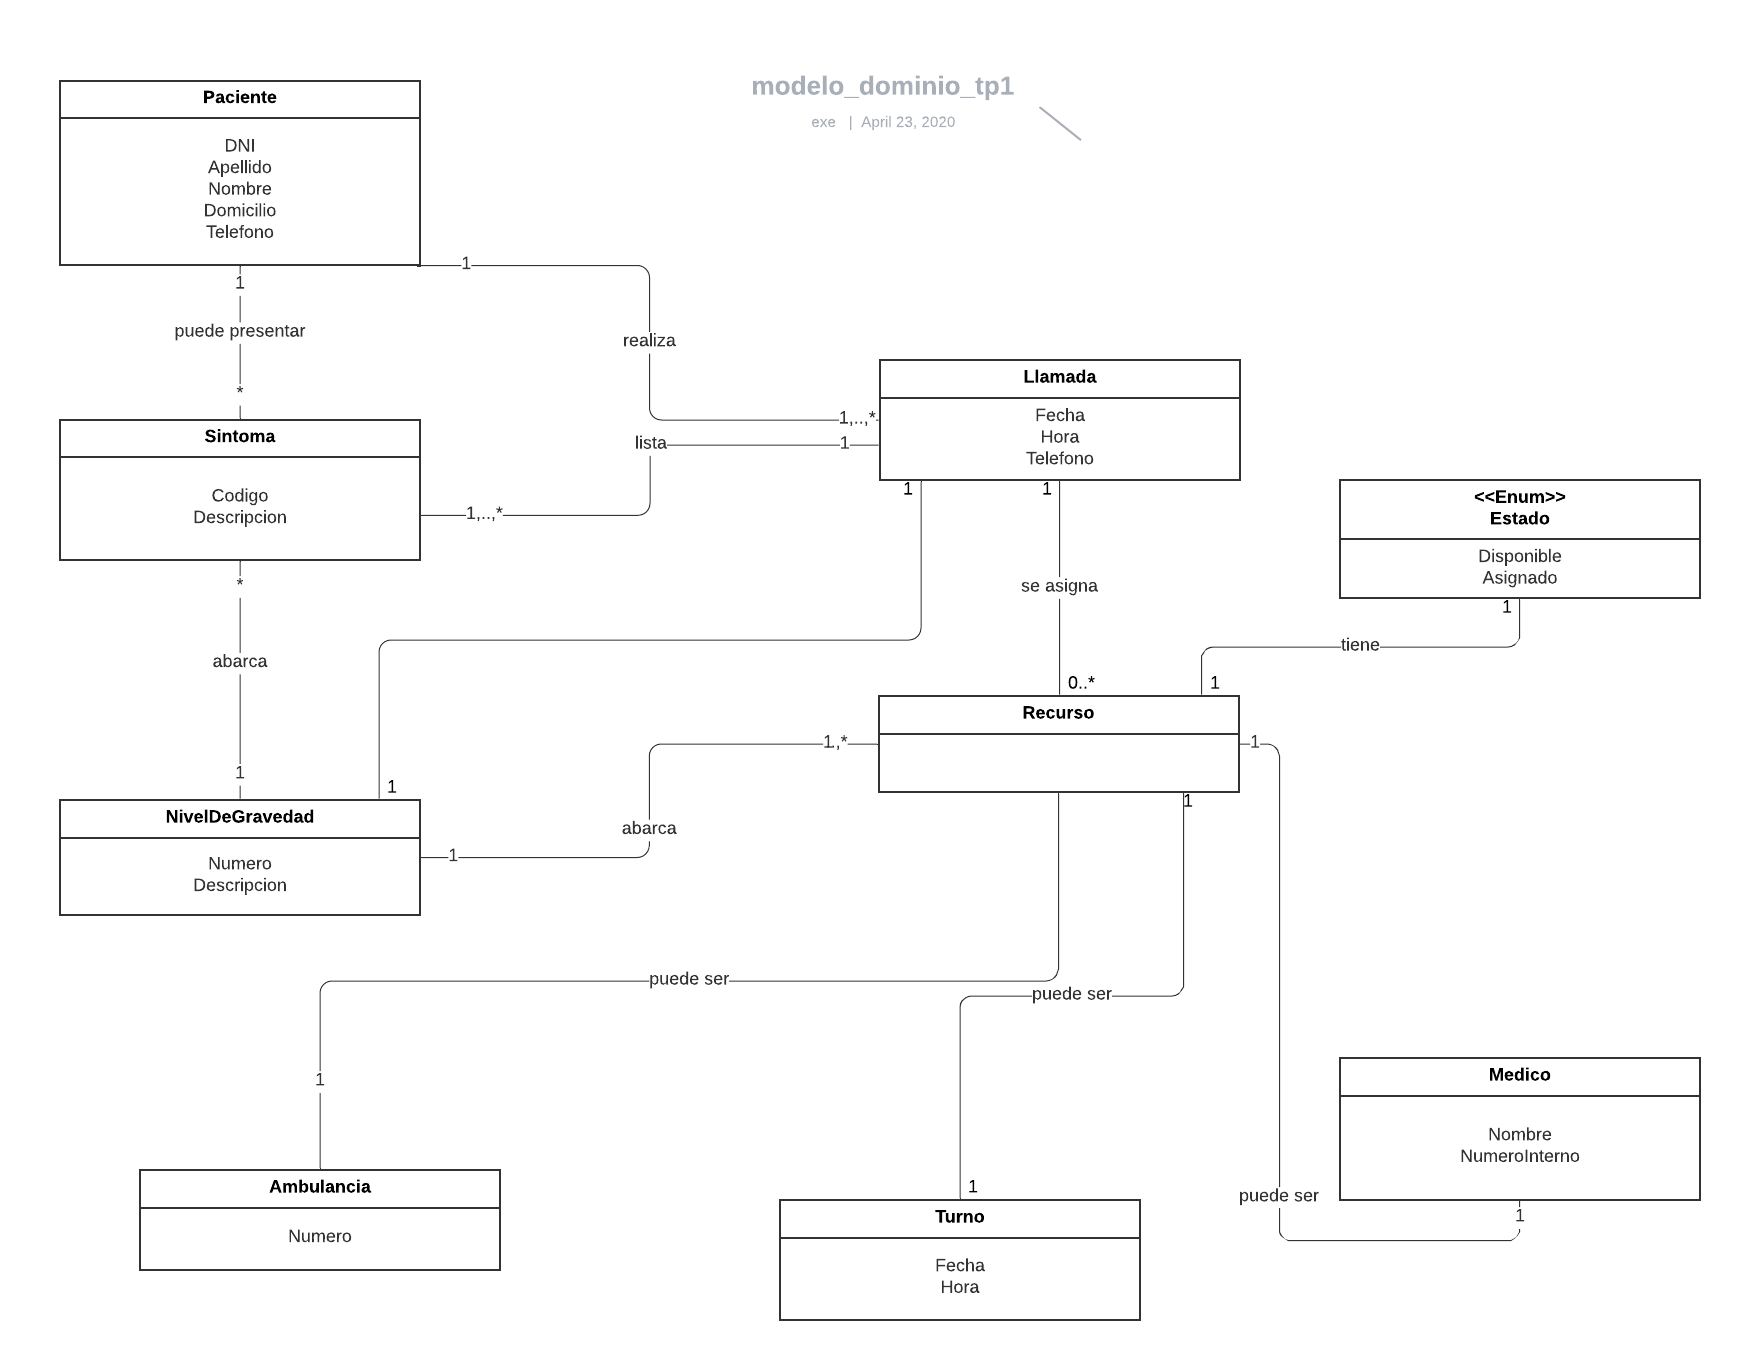 modelo_dominio_tp1
exe | April 23, 2020
Paciente
DNI
Apellido
Nombre
Domicilio
Telefono
1
1
puede presentar
realiza
*
1,..,*
Llamada
Fecha
Hora
Telefono
Sintoma
Codigo
Descripcion
lista
1
1,..,*
1
1
<<Enum>>
Estado
Disponible
Asignado
*
se asigna
1
tiene
abarca
0..*
1
Recurso
1
1
1.,*
1
1
NivelDeGravedad
Numero
Descripcion
abarca
1
puede ser
puede ser
1
Medico
Nombre
NumeroInterno
puede ser
1
1
Ambulancia
Numero
Turno
Fecha
Hora